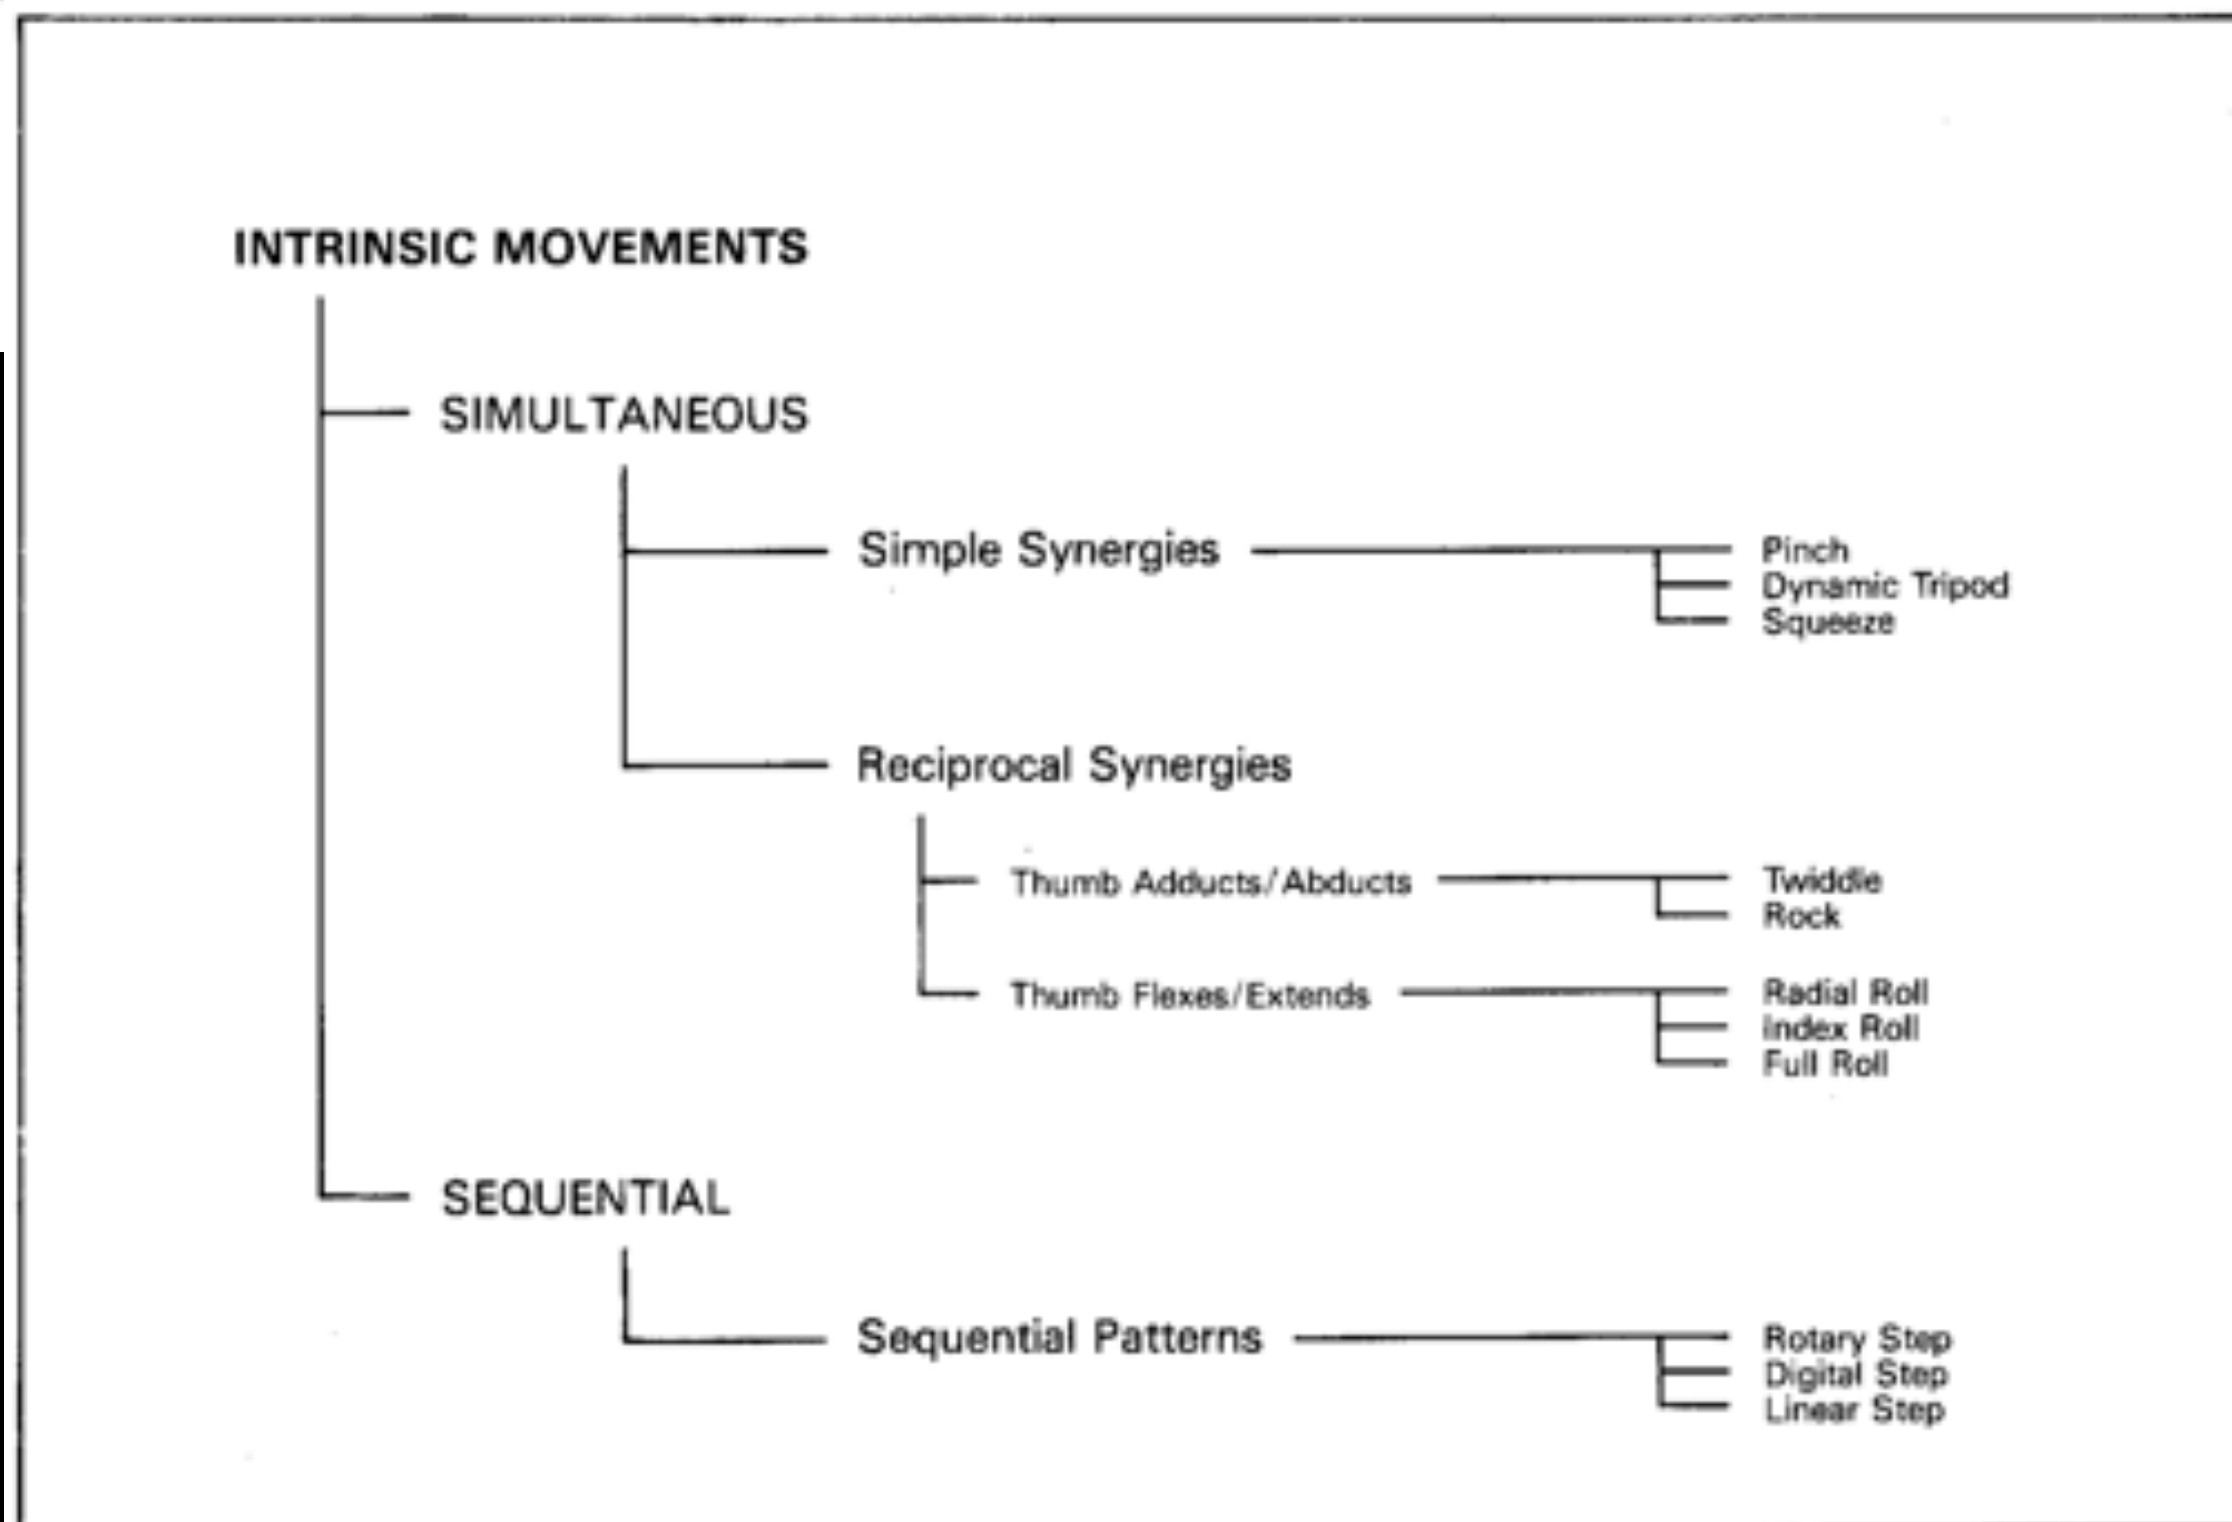 INTRINSIC MOVEMENTS
SIMULTANEOUS
Simple Synergies
Pinch
Dynamic Tripod
Squeeze
Reciprocal Synergies
Thumb Adducts/Abducts
Twiddle
Rock
Thumb Flexes/Extends
Radial Roll
Index Roll
Full Roll
SEQUENTIAL
Sequential Patterns
Rotary Step
Digital Step
Linear Step